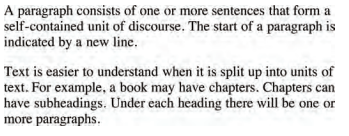 A paragraph consists of one or more sentences that form a
self-contained unit of discourse. The start of a paragraph is
indicated by a new line.
Text is easier to understand when it is split up into units of
text. For example, a book may have chapters. Chapters can
have subheadings. Under each heading there will be one or
more paragraphs.